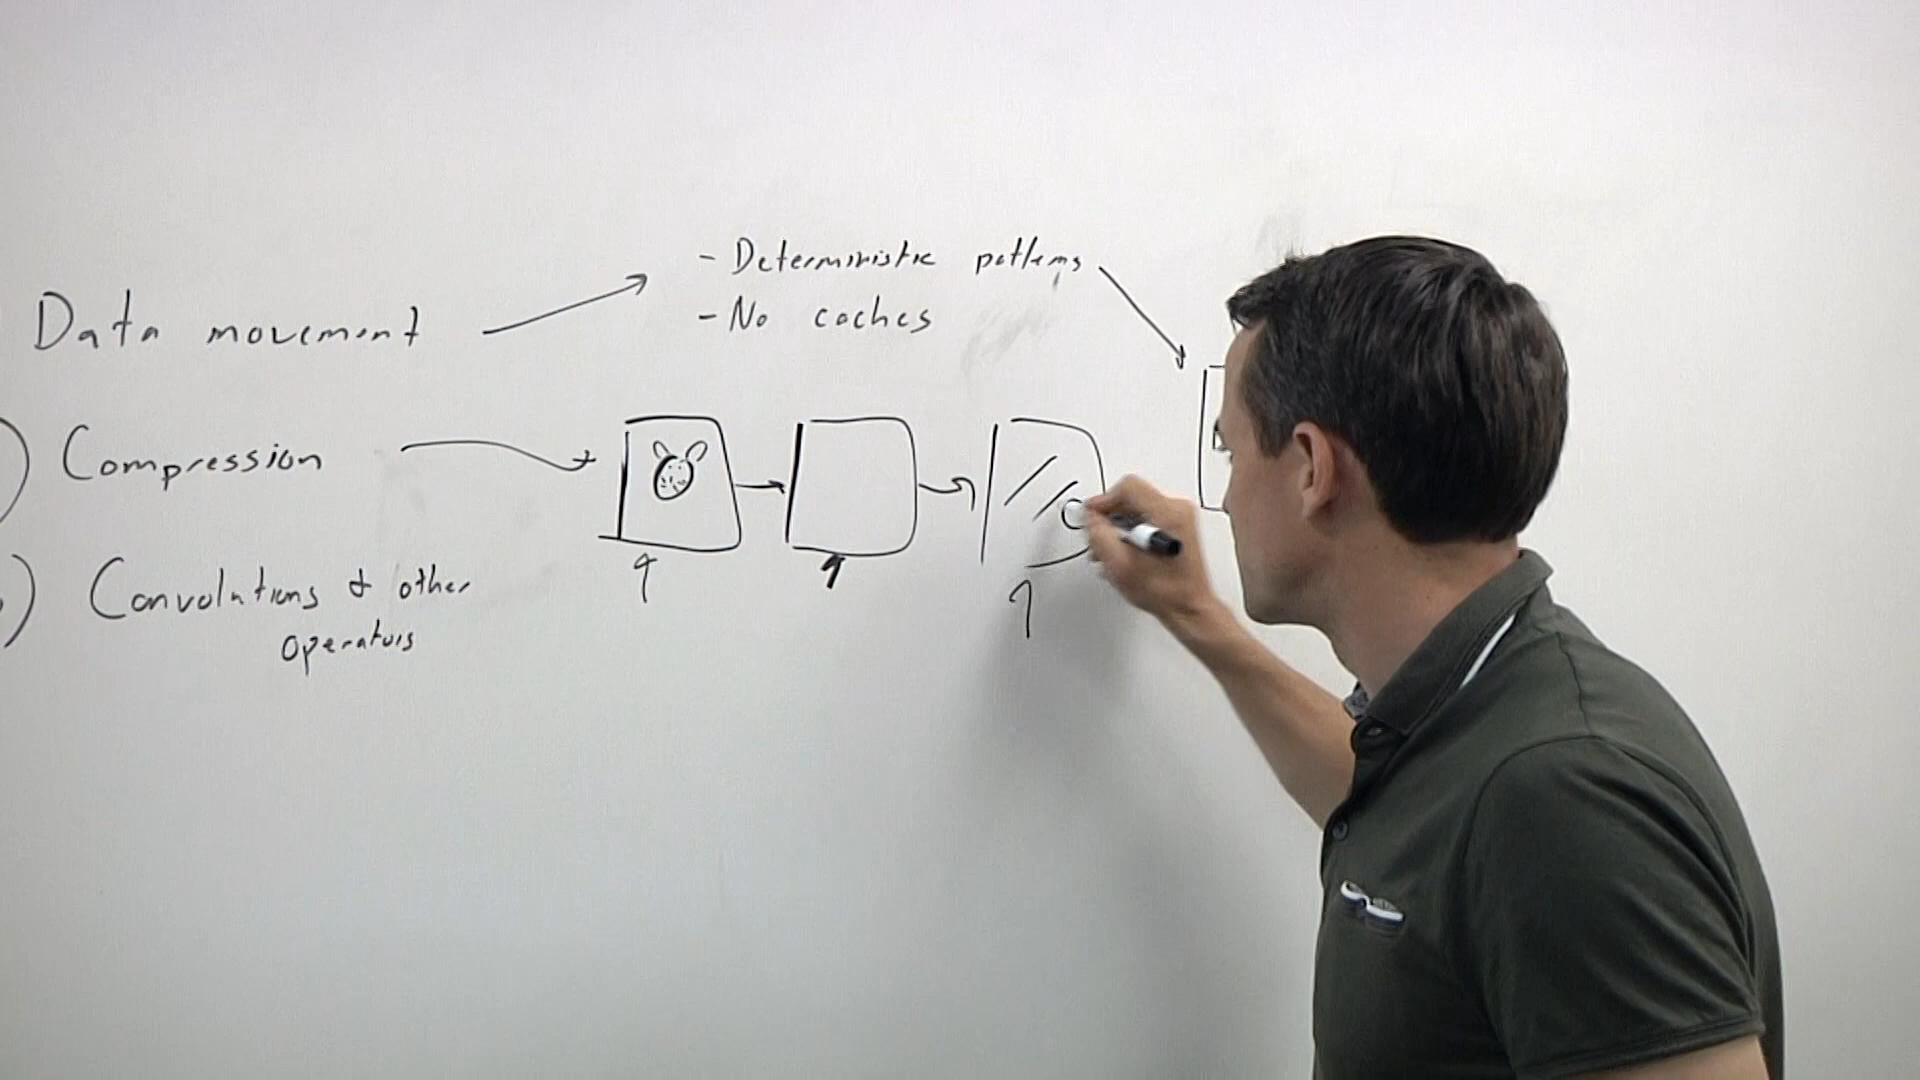 - Deterministic patterns
- No caches
Data movement
) Compression
) Convolutions & other
operators